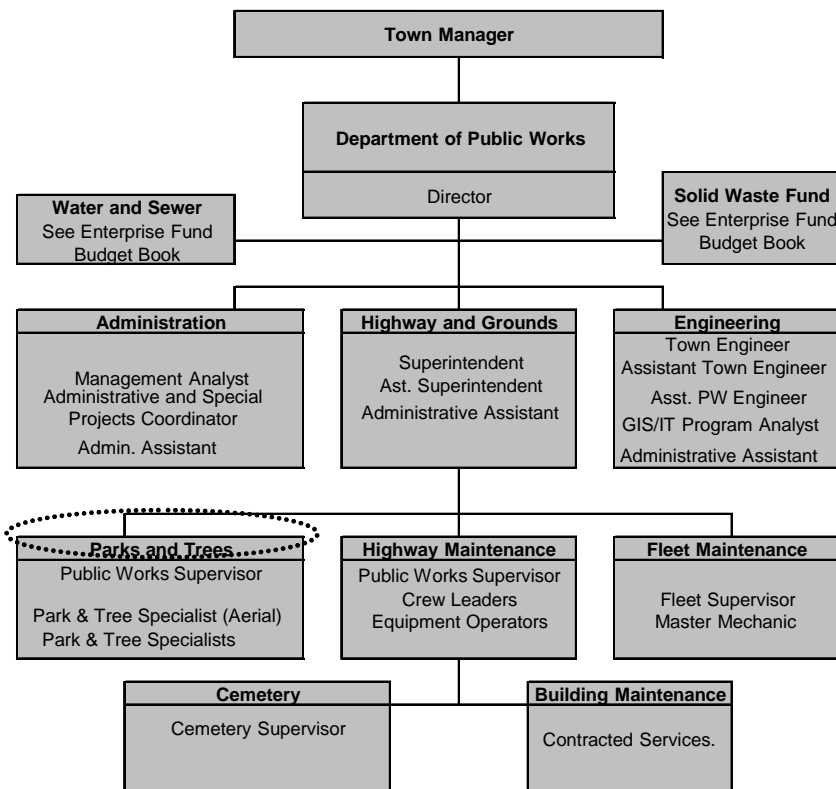 Town Manager
Department of Public Works
Director
Water and Sewer
See Enterprise Fund
Budget Book
Solid Waste Fund
See Enterprise Fund
Budget Book
Administration
Management Analyst
Administrative and Special
Projects Coordinator
Admin. Assistant
Highway and Grounds
Superintendent
Ast. Superintendent
Administrative Assistant
Engineering
Town Engineer
Assistant Town Engineer
Asst. PW Engineer
GIS/IT Program Analyst
Administrative Assistant
Parks and Trees
Public Works Supervisor
Park & Tree Specialist (Aerial)
Park & Tree Specialists
Highway Maintenance
Public Works Supervisor
Crew Leaders
Equipment Operators
Fleet Maintenance
Fleet Supervisor
Master Mechanic
Cemetery
Cemetery Supervisor
Building Maintenance
Contracted Services.